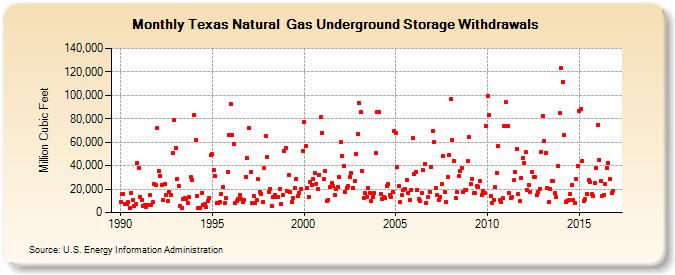 Monthly Texas Natural Gas Underground Storage Withdrawals
Million Cubic Feet
140,000
120,000
100,000
80,000
60,000
40,000
20,000
0
1990 1995 2000 2005 2010 2015
Source: U.S. Energy Information Administration